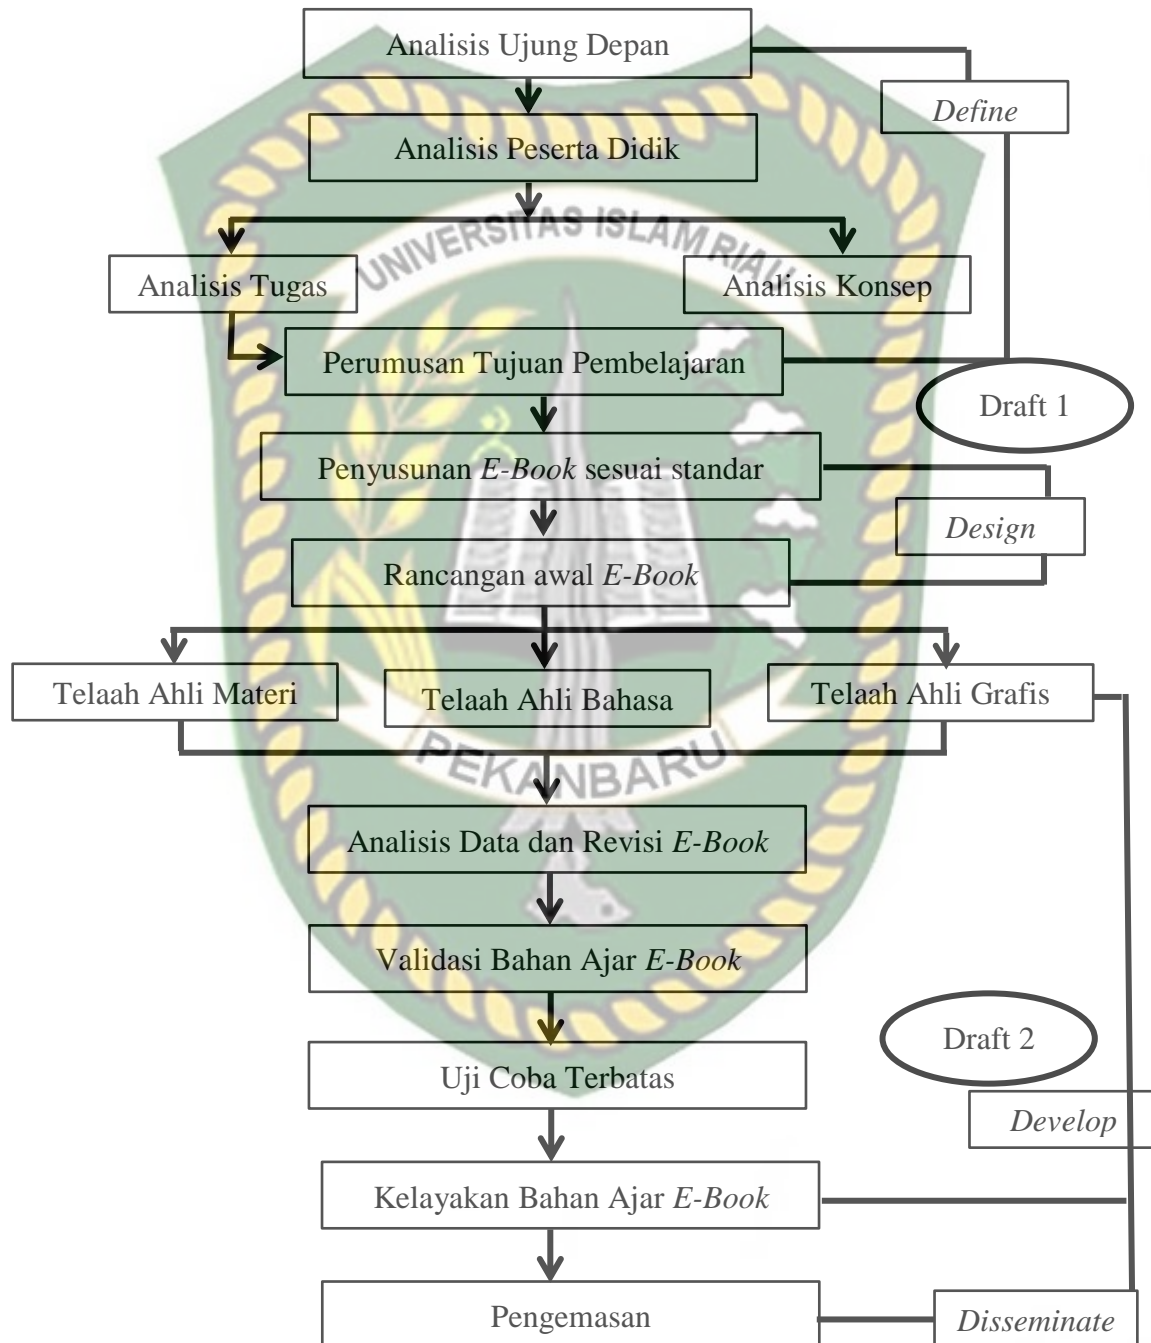 Analisis Ujung Depan
Define
Analisis Peserta Didik
UNIVERSITAS ISLAM RIAU
Analisis Tugas
Analisis Konsep
Perumusan Tujuan Pembelajaran
Draft 1
Penyusunan E-Book sesuai standar
Design
Rancangan awal E-Book
Telaah Ahli Materi
Telaah Ahli Bahasa
Telaah Ahli Grafis
PEKANBARU
Analisis Data dan Revisi E-Book
Validasi Bahan Ajar E-Book
Draft 2
Uji Coba Terbatas
Develop
Kelayakan Bahan Ajar E-Book
Pengemasan
Disseminate